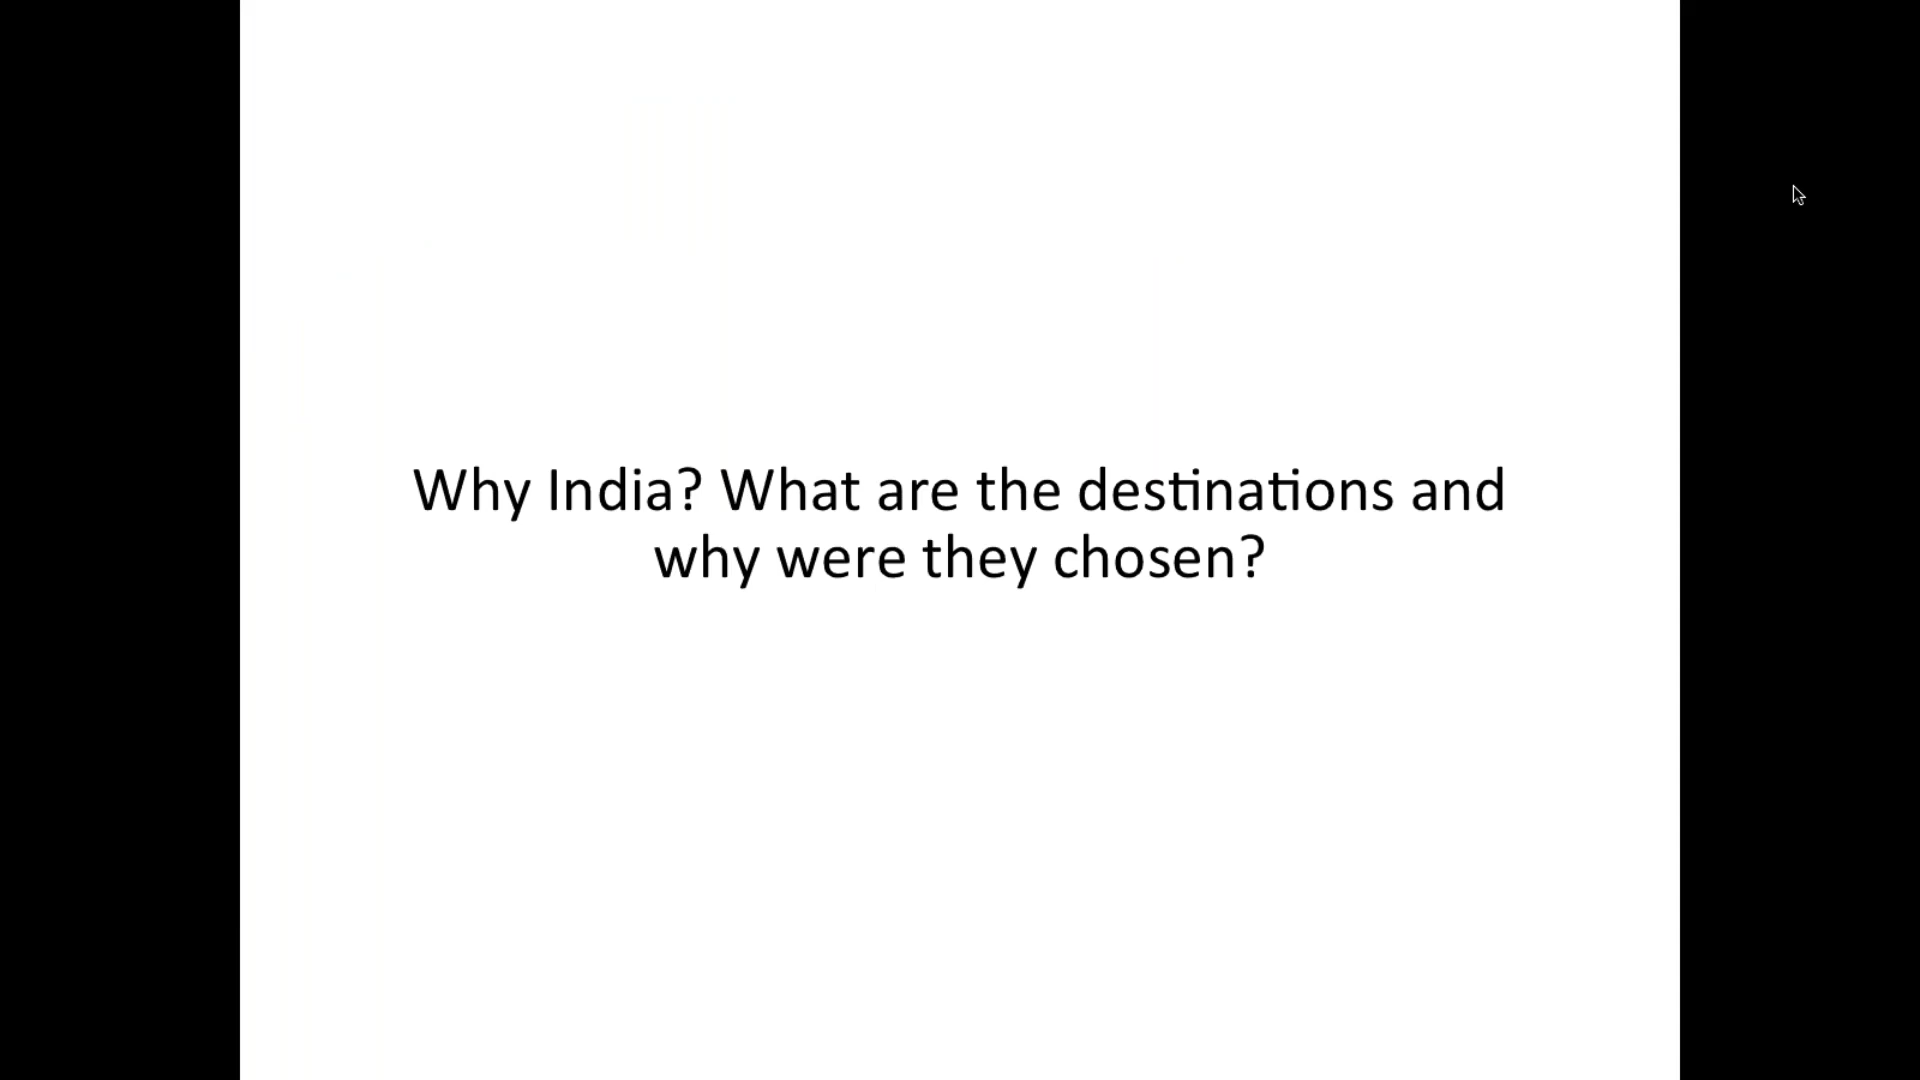 Why India? What are the destinations and
why were they chosen?